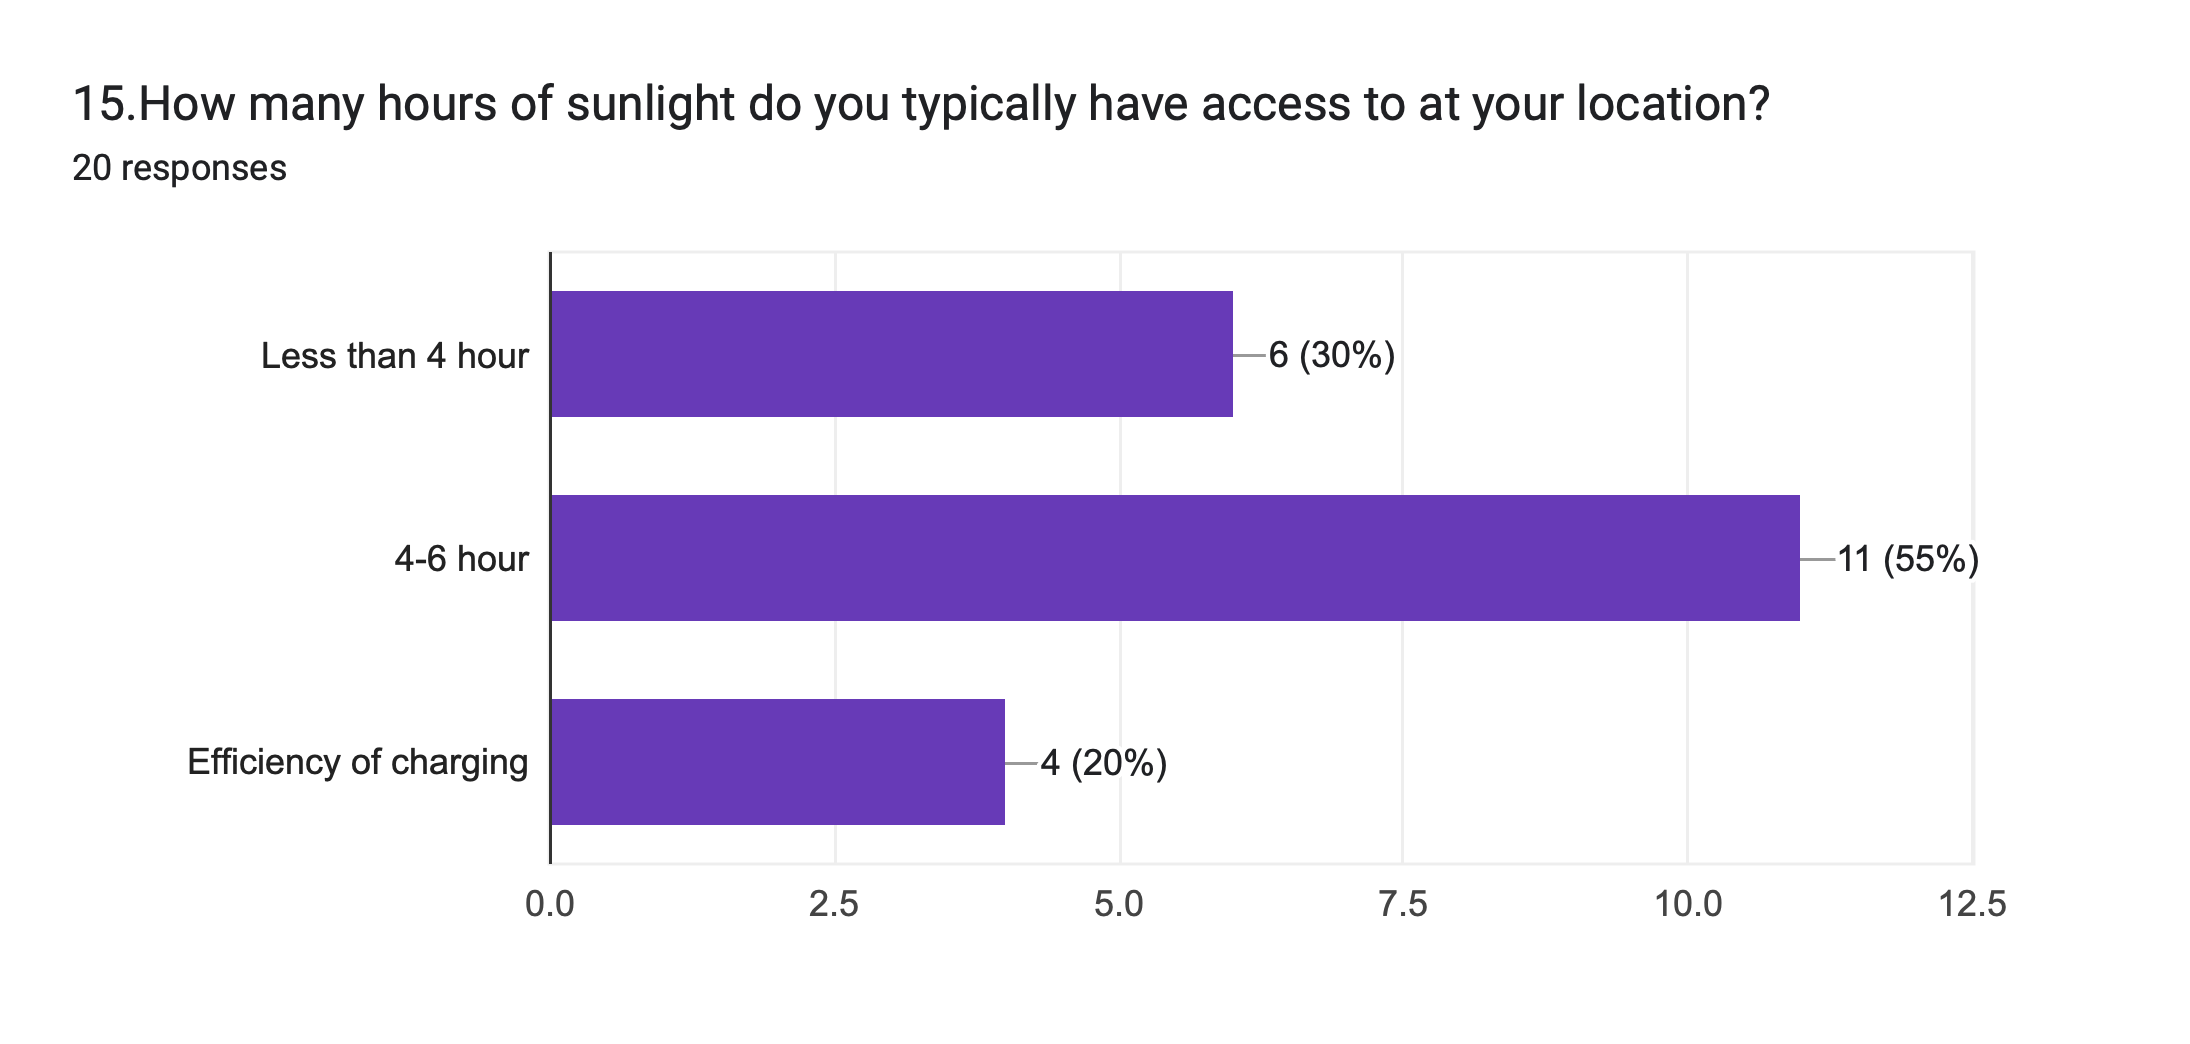 15.How many hours of sunlight do you typically have access to at your location?
20 responses
Less than 4 hour
6 (30%)
4-6 hour
11 (55%)
Efficiency of charging
4 (20%)
0.0 2.5 5.0 7.5 10.0 12.5